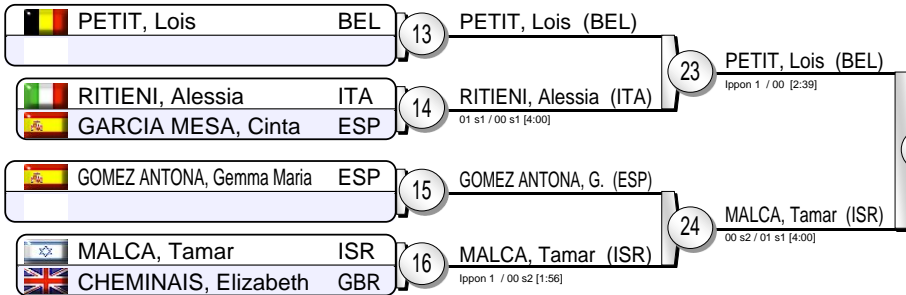 PETIT, Lois BEL
13
PETIT, Lois (BEL)
23
PETIT, Lois (BEL)
Ippon 1 / 00 [2:39]
RITIENI, Alessia ITA
GARCIA MESA, Cinta ESP
14
RITIENI, Alessia (ITA)
01 s1 / 00 s1 [4:00]
GOMEZ ANTONA, Gemma Maria ESP
15
GOMEZ ANTONA, G. (ESP)
24
MALCA, Tamar (ISR)
00 s2 / 01 s1 [4:00]
MALCA, Tamar ISR
CHEMINAIS, Elizabeth GBR
16
MALCA, Tamar (ISR)
Ippon 1 / 00 s2 [1:56]